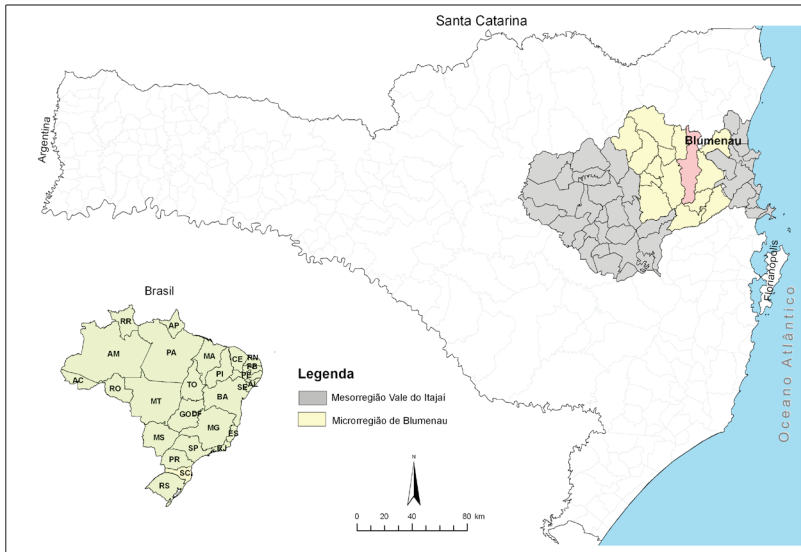 Santa Catarina
Argentina
Blumenau
Florianópolis
Oceano Atlântico
Brasil
RR
AP
AM
PA
MA
CE
RN
PB
PE
AL
SE
PI
AC
RO
TO
BA
MT
GO
DF
MG
ES
MS
SP
RJ
PR
SC
RS
Legenda
Mesorregião Vale do Itajaí
Microrregião de Blumenau
N
0 20 40 80 km